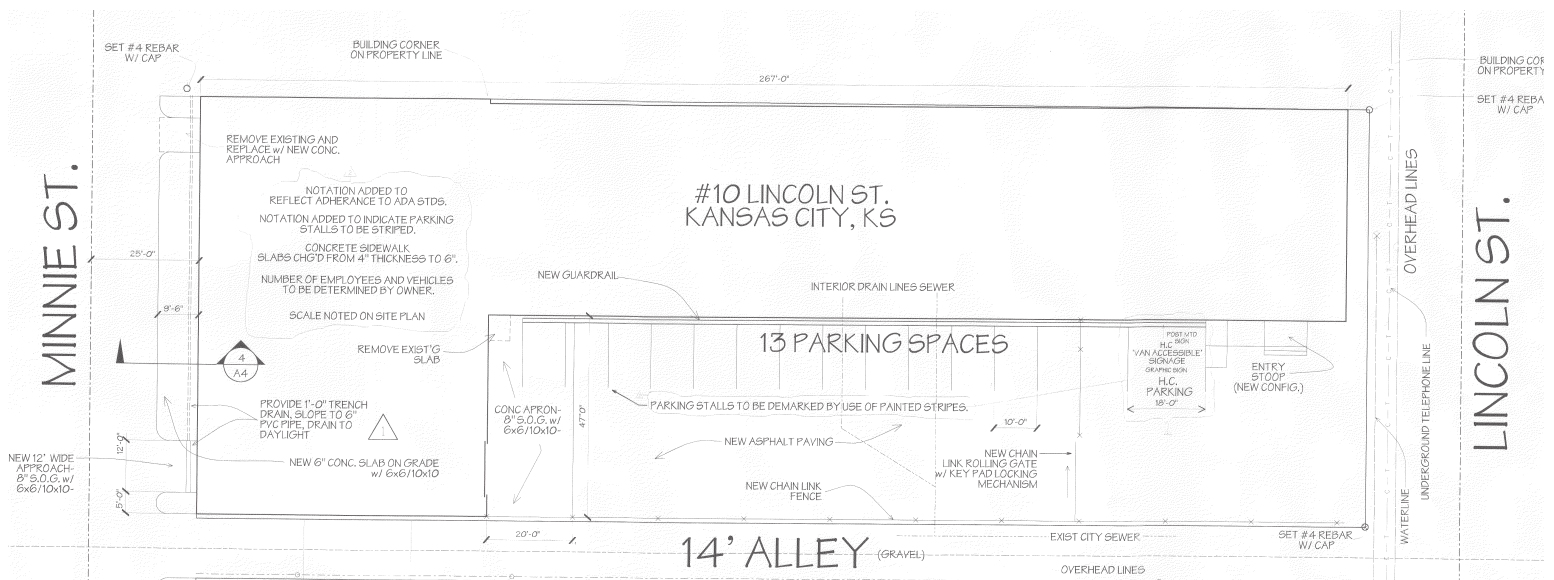 SET #4 REBAR
W/ CAP
BUILDING CORNER
ON PROPERTY LINE
267'-0"
BUILDING COR
ON PROPERTY
SET #4 REBA
W/ CAP
REMOVE EXISTING AND
REPLACE w/ NEW CONC.
APPROACH
NOTATION ADDED TO
REFLECT ADHERANCE TO ADA STDS.
NOTATION ADDED TO INDICATE PARKING
STALLS TO BE STRIPED.
CONCRETE SIDEWALK
SLABS CHG'D FROM 4" THICKNESS TO 6".
NUMBER OF EMPLOYEES AND VEHICLES
TO BE DETERMINED BY OWNER.
SCALE NOTED ON SITE PLAN
MINNIE ST.
25'-0"
9'-6"
#10 LINCOLN ST.
KANSAS CITY, KS
OVERHEAD LINES
LINCOLN ST.
NEW GUARDRAIL
INTERIOR DRAIN LINES SEWER
REMOVE EXIST'G
SLAB
13 PARKING SPACES
POST MTD
SIGN
H.C
'VAN ACCESSIBLE'
SIGNAGE
GRAPHIC SIGN
H.C.
PARKING
18'-0"
ENTRY
STOOP
(NEW CONFIG.)
4
A4
PROVIDE 1'-0" TRENCH
DRAIN, SLOPE TO 6"
PVC PIPE, DRAIN TO
DAYLIGHT
1
CONC APRON-
8" S.O.G. w/
6x6/10x10-
47'-0"
PARKING STALLS TO BE DEMARKED BY USE OF PAINTED STRIPES.
10'-0"
NEW ASPHALT PAVING
UNDERGROUND TELEPHONE LINE
12'-0"
NEW 12' WIDE
APPROACH-
8" S.O.G. w/
6x6/10x10-
NEW 6" CONC. SLAB ON GRADE
w/ 6x6/10x10
NEW CHAIN
LINK ROLLING GATE
w/ KEY PAD LOCKING
MECHANISM
NEW CHAIN LINK
FENCE
5'-0"
WATERLINE
20'-0"
14' ALLEY (GRAVEL)
EXIST CITY SEWER
SET #4 REBAR
W/ CAP
OVERHEAD LINES